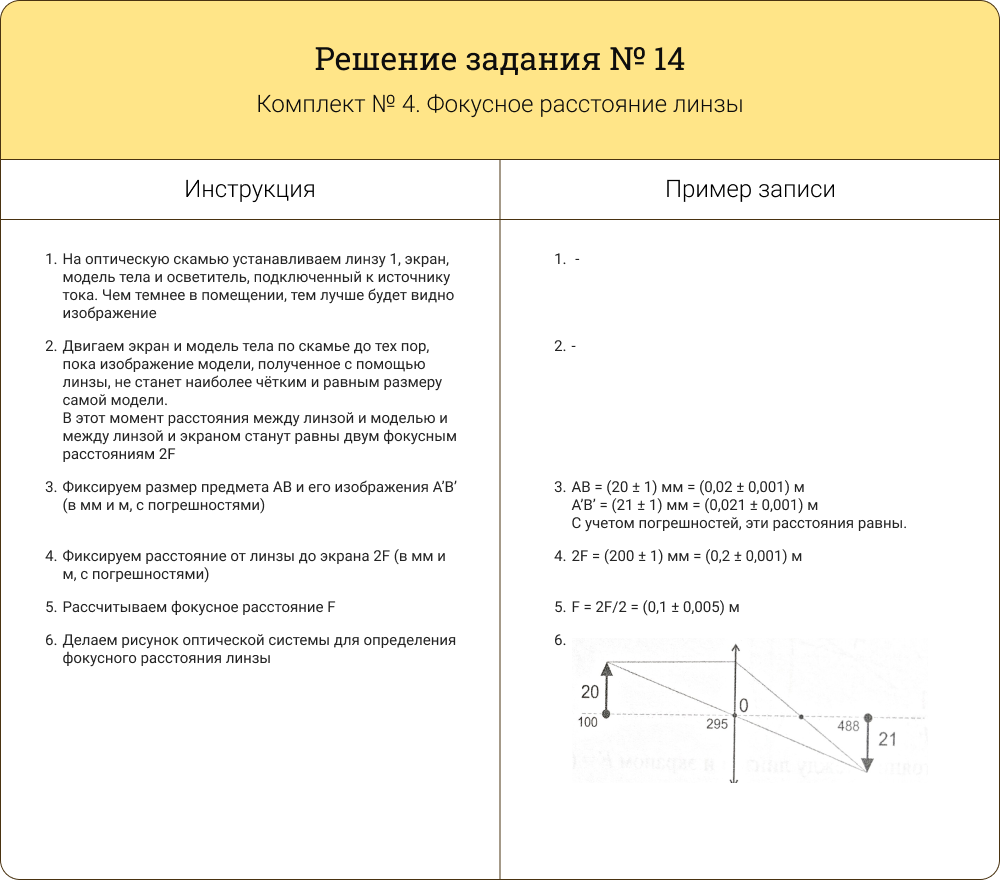 Решение задания № 14
Комплект № 4. Фокусное расстояние линзы
Инструкция
Пример записи
1. На оптическую скамью устанавливаем линзу 1, экран,
модель тела и осветитель, подключенный к источнику
тока. Чем темнее в помещении, тем лучше будет видно
изображение
1. -
2. Двигаем экран и модель тела по скамье до тех пор,
пока изображение модели, полученное с помощью
линзы, не станет наиболее чётким и равным размеру
самой модели.
В этот момент расстояния между линзой и моделью и
между линзой и экраном станут равны двум фокусным
расстояниям 2F
2. -
3. Фиксируем размер предмета AB и его изображения A’B’
(в мм и м, с погрешностями)
3. AB = (20 ± 1) мм = (0,02 ± 0,001) м
A’B’ = (21 ± 1) мм = (0,021 ± 0,001) м
С учетом погрешностей, эти расстояния равны.
4. Фиксируем расстояние от линзы до экрана 2F (в мм и
м, с погрешностями)
4. 2F = (200 ± 1) мм = (0,2 ± 0,001) м
5. Рассчитываем фокусное расстояние F
5. F = 2F/2 = (0,1 ± 0,005) м
6. Делаем рисунок оптической системы для определения
фокусного расстояния линзы
6.
20
100
0
295
488
21